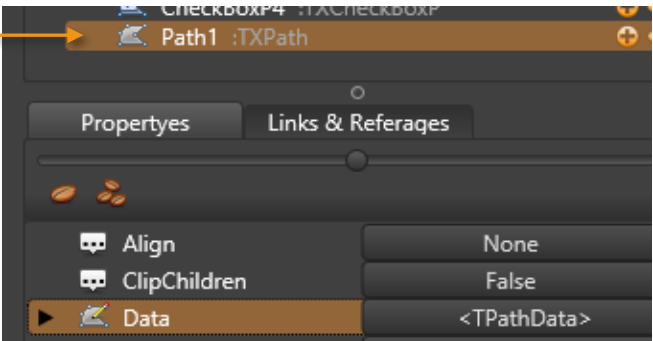 CheckBoxP4 :TXCheckBoxP
Path1 :TXPath
Propertyes Links & Referages
Align None
ClipChildren False
Data <TPathData>